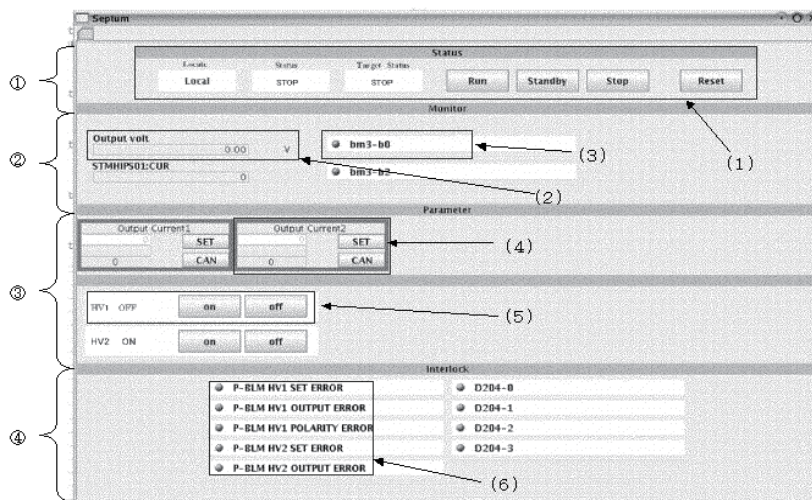 Septum
①
Status
Locate Status Target Status
Local STOP STOP Run Standby Stop Reset
(1)
②
Monitor
Output volt
0.00 V
bm3-b0
(3)
STMHIPS01:CUR
0
bm3-b2
(2)
③
Parameter
Output Current1
0 SET
0 CAN
Output Current2
0 SET
0 CAN
(4)
HV1 OFF on off
(5)
HV2 ON on off
④
Interlock
P-BLM HV1 SET ERROR
P-BLM HV1 OUTPUT ERROR
P-BLM HV1 POLARITY ERROR
P-BLM HV2 SET ERROR
P-BLM HV2 OUTPUT ERROR
D204-0
D204-1
D204-2
D204-3
(6)